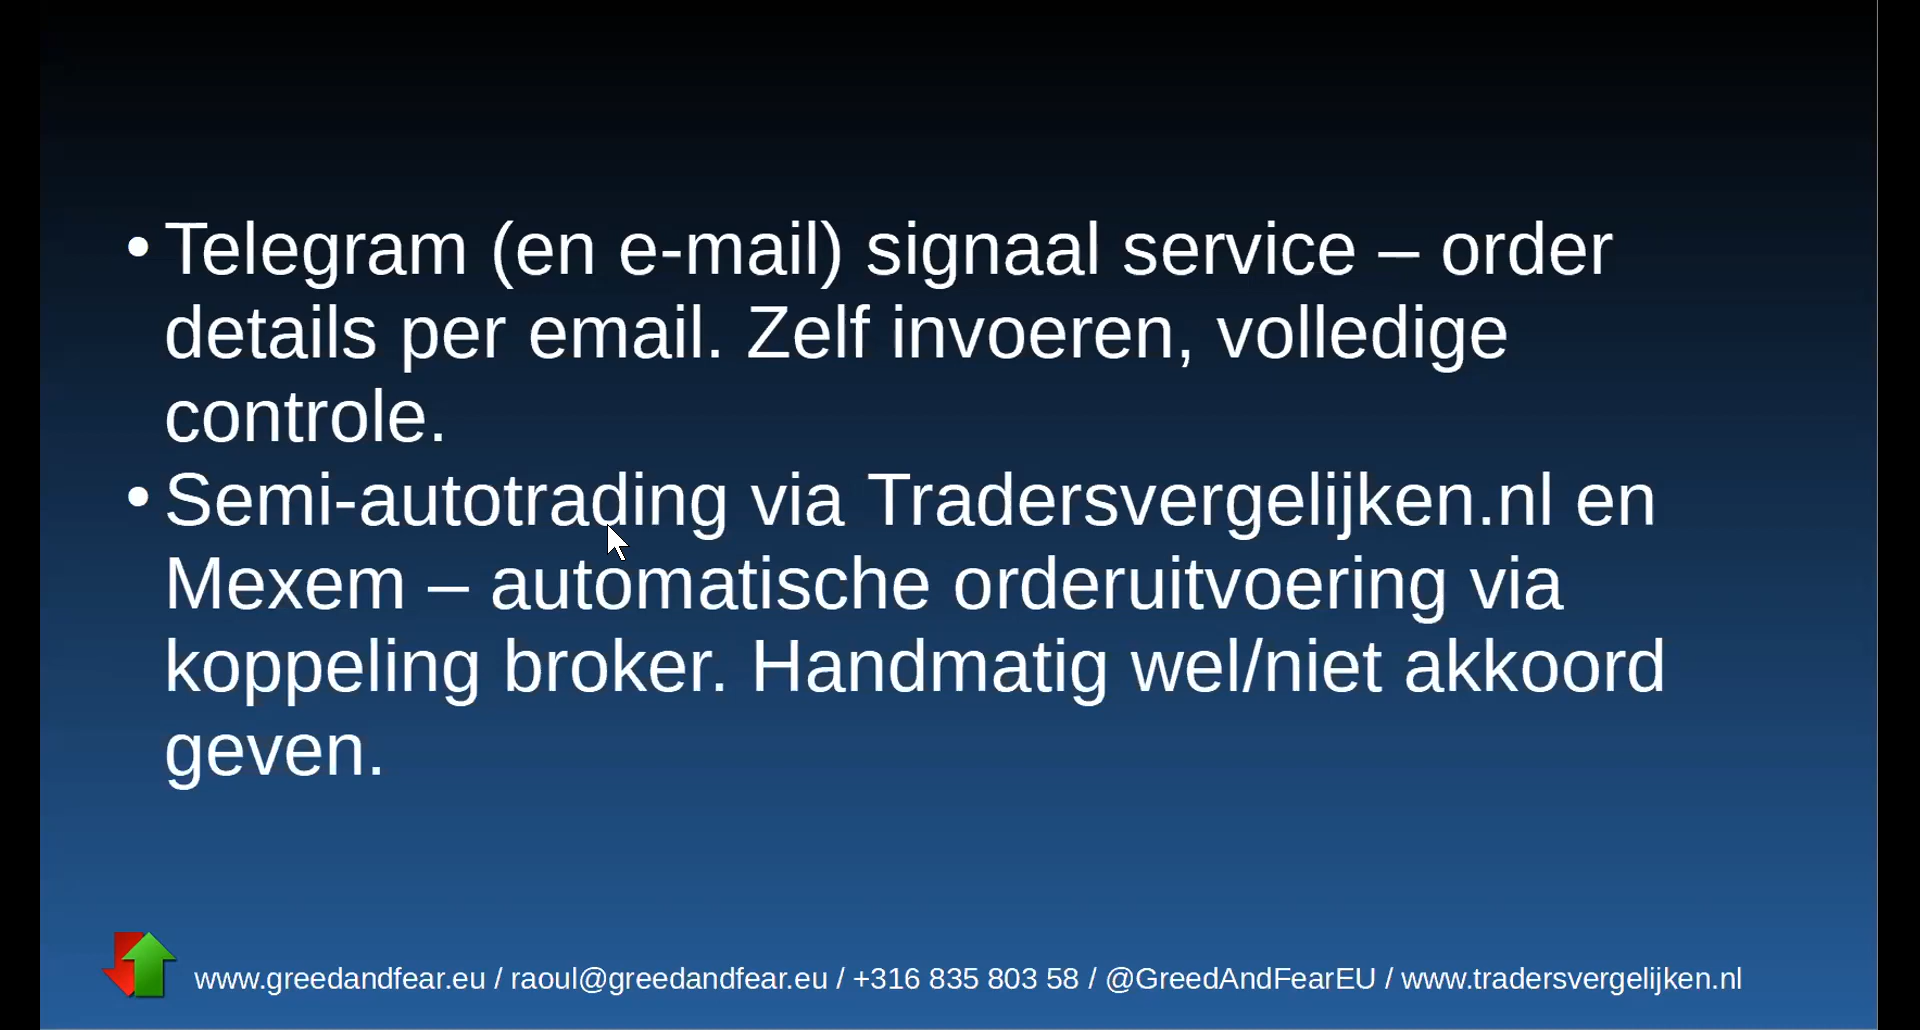 • Telegram (en e-mail) signaal service – order
details per email. Zelf invoeren, volledige
controle.
• Semi-autotrading via Tradersvergelijken.nl en
Mexem – automatische orderuitvoering via
koppeling broker. Handmatig wel/niet akkoord
geven.
www.greedandfear.eu / raoul@greedandfear.eu / +316 835 803 58 / @GreedAndFearEU / www.tradersvergelijken.nl